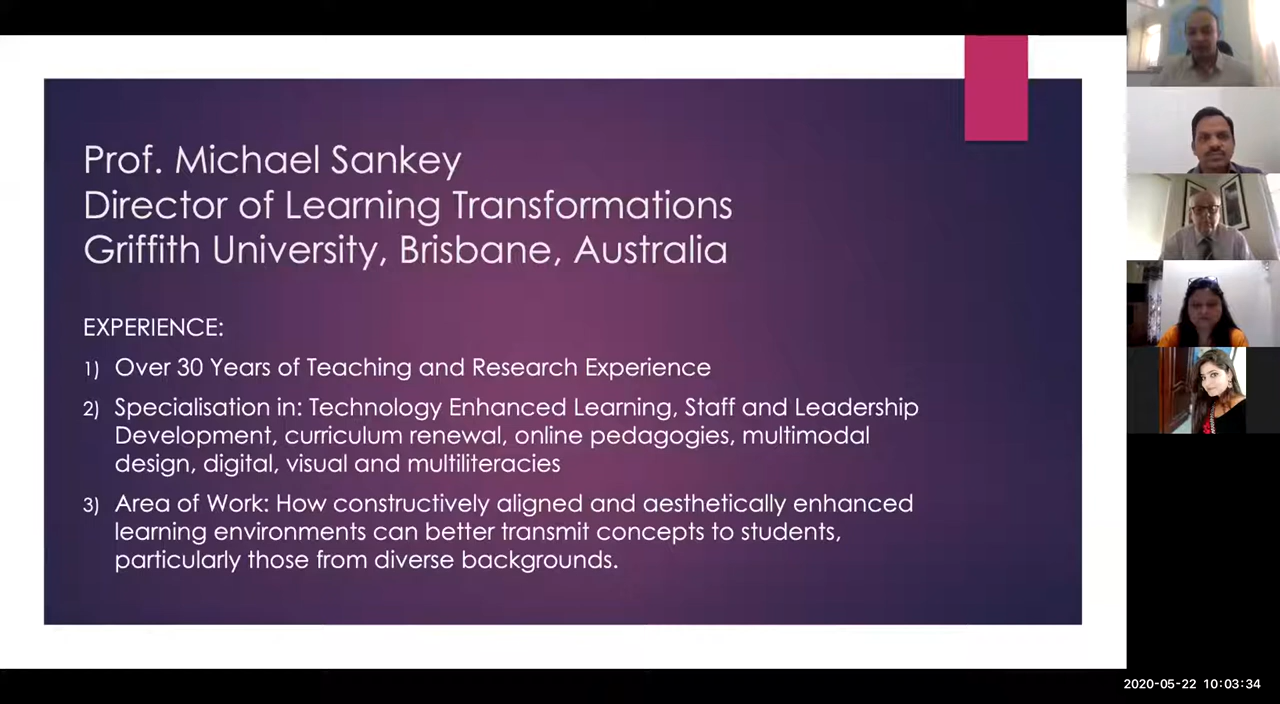 Prof. Michael Sankey
Director of Learning Transformations
Griffith University, Brisbane, Australia
EXPERIENCE:
1) Over 30 Years of Teaching and Research Experience
2) Specialisation in: Technology Enhanced Learning, Staff and Leadership
Development, curriculum renewal, online pedagogies, multimodal
design, digital, visual and multiliteracies
3) Area of Work: How constructively aligned and aesthetically enhanced
learning environments can better transmit concepts to students,
particularly those from diverse backgrounds.
2020-05-22 10:03:34